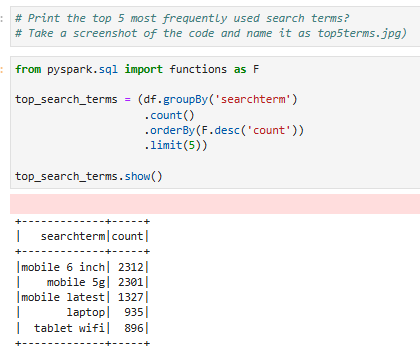 # Print the top 5 most frequently used search terms?
# Take a screenshot of the code and name it as top5terms.jpg)
from pyspark.sql import functions as F
top_search_terms = (df.groupBy('searchterm')
.count()
.orderBy(F.desc('count'))
.limit(5))
top_search_terms.show()
+-------------+-----+
|   searchterm|count|
+-------------+-----+
|mobile 6 inch| 2312|
|    mobile 5g| 2301|
|mobile latest| 1327|
|       laptop|  935|
|  tablet wifi|  896|
+-------------+-----+